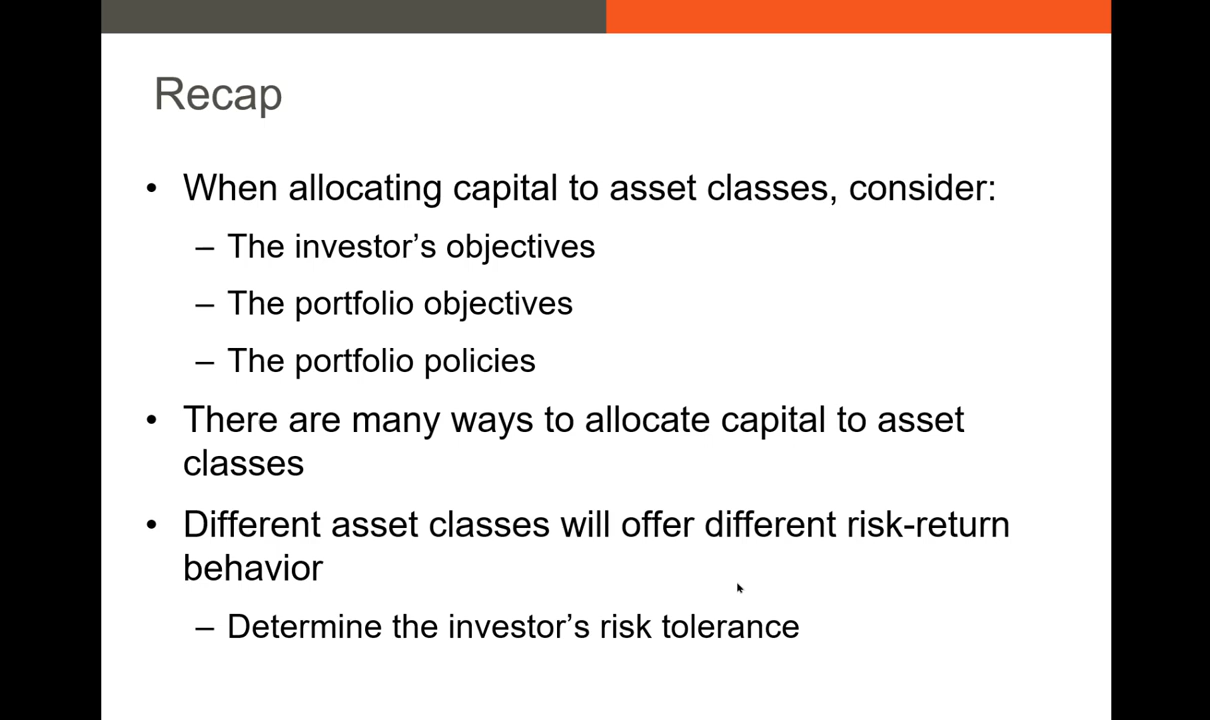 Recap
• When allocating capital to asset classes, consider:
– The investor’s objectives
– The portfolio objectives
– The portfolio policies
• There are many ways to allocate capital to asset
classes
• Different asset classes will offer different risk-return
behavior
– Determine the investor’s risk tolerance